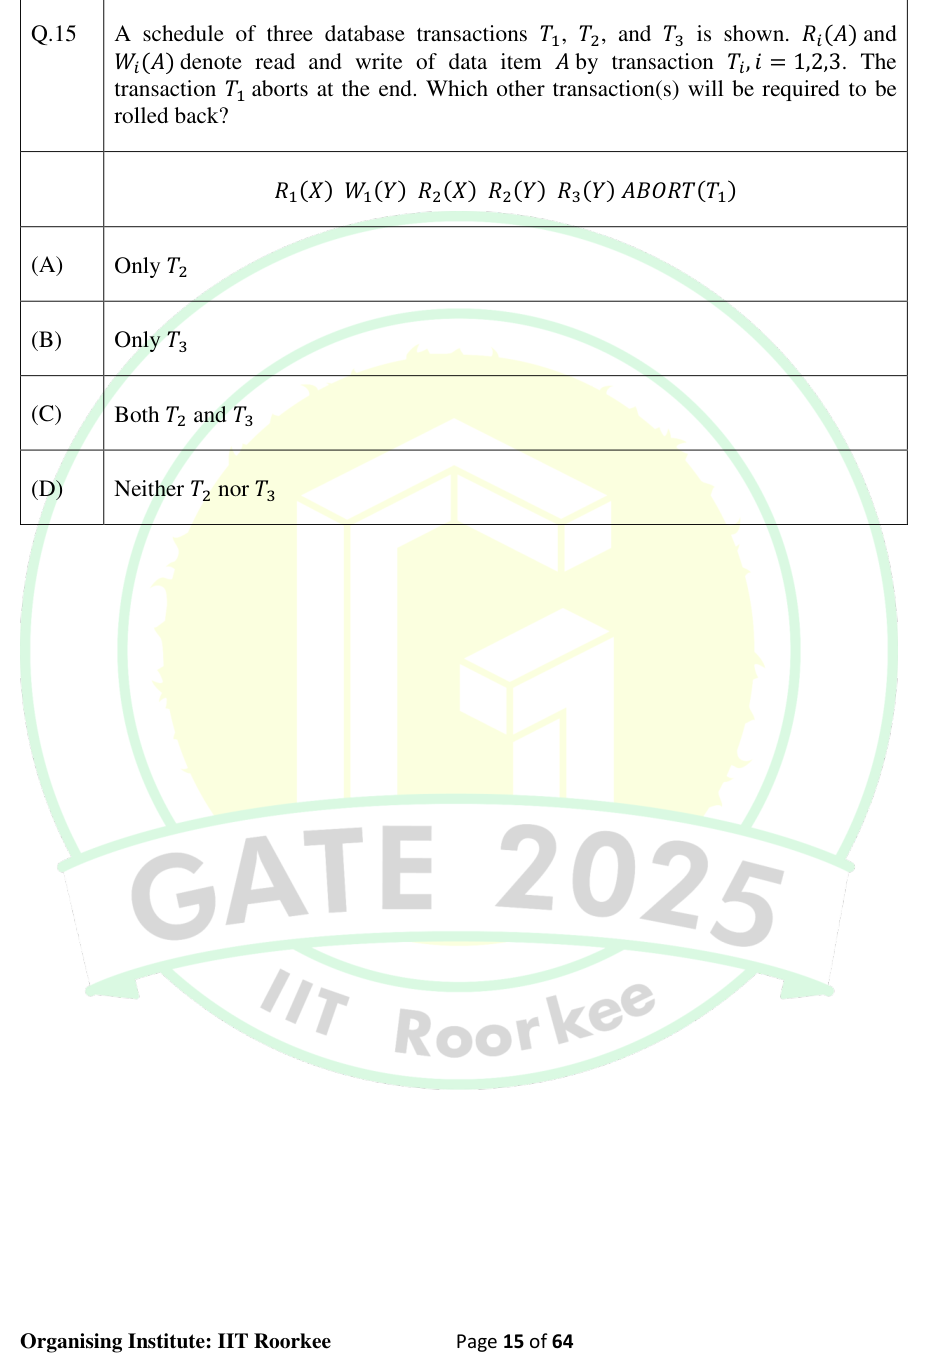 Q.15 A schedule of three database transactions T₁, T₂, and T₃ is shown. Rᵢ(A) and
Wᵢ(A) denote read and write of data item A by transaction Tᵢ, i = 1,2,3. The
transaction T₁ aborts at the end. Which other transaction(s) will be required to be
rolled back?
R₁(X) W₁(Y) R₂(X) R₂(Y) R₃(Y) ABORT(T₁)
(A) Only T₂
(B) Only T₃
(C) Both T₂ and T₃
(D) Neither T₂ nor T₃
GATE 2025
IIT Roorkee
Organising Institute: IIT Roorkee Page 15 of 64